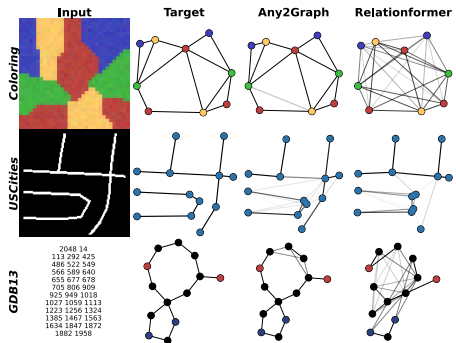 Input Target Any2Graph Relationformer
Coloring
USCities
GDB13
2048 14
113 292 425
486 522 549
566 589 640
655 677 678
705 806 909
925 949 1018
1027 1059 1113
1223 1256 1324
1385 1467 1563
1634 1847 1872
1882 1958